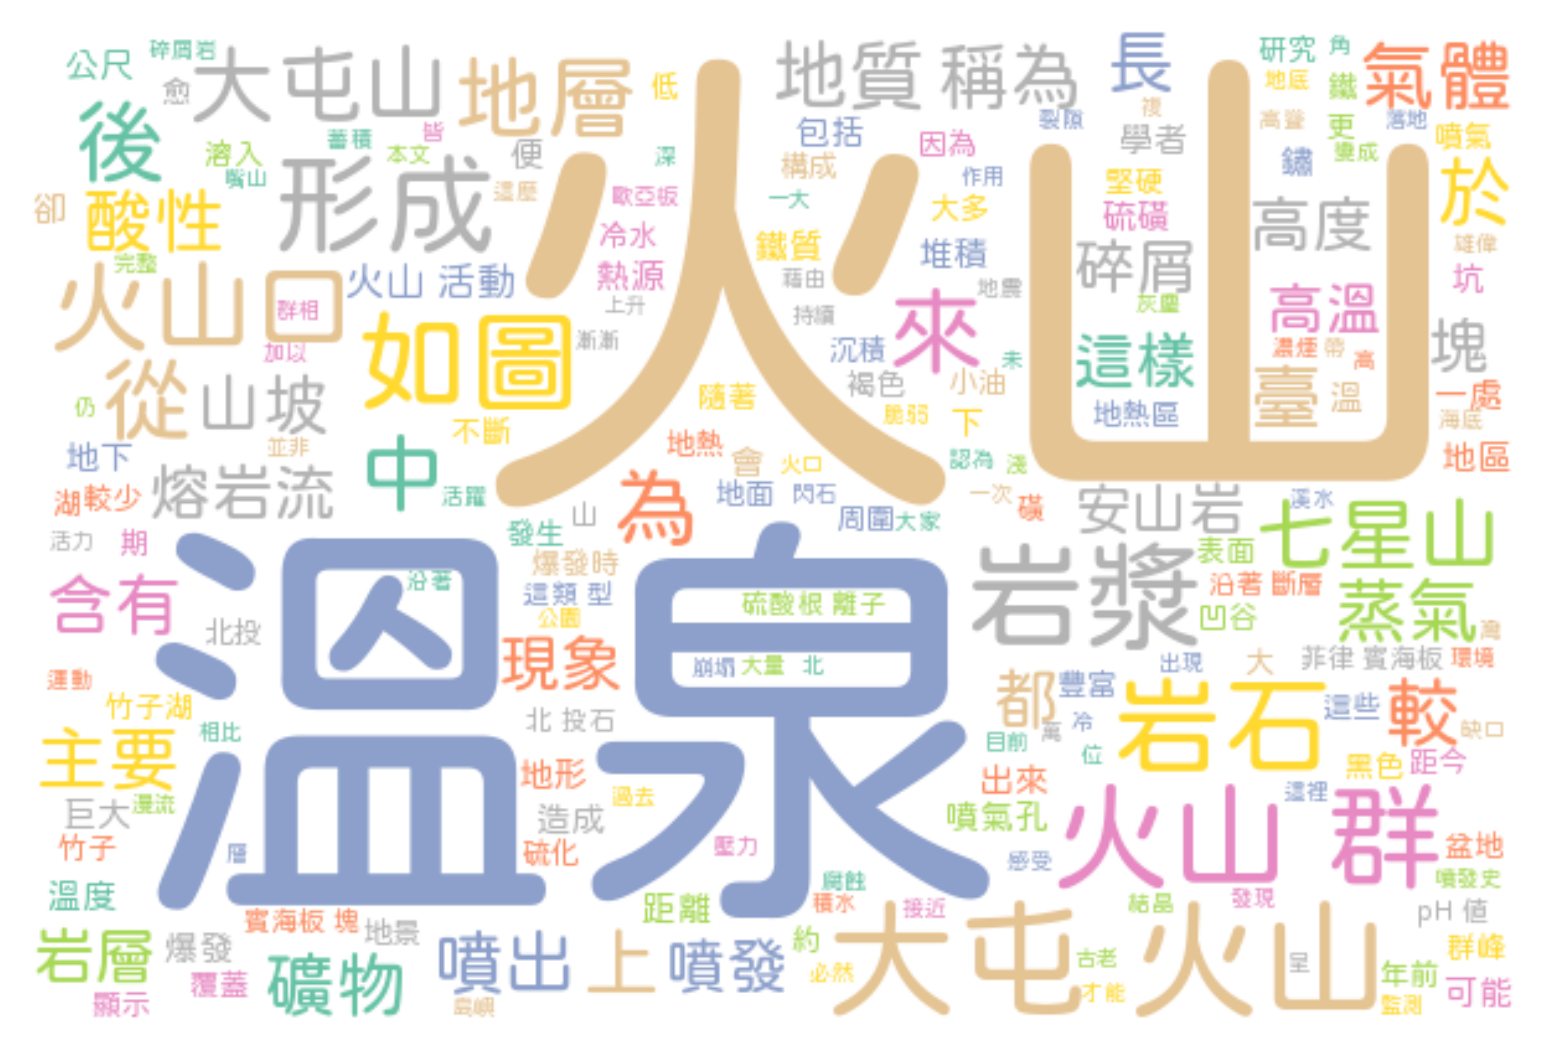 公尺
碎屑岩
愈
大屯山
地層
低
地質 稱為
長
研究
角
地底
鐵
氣體
後
溶入
嘴山
蓄積
本文
皆
便
深
包括
因為
裂隙
複
學者
高聳
更
變成
落地
噴氣
卻
酸性
完整
形成
這麼
歐亞板
冷水
熱源
上升
一大
構成
作用
大多
堅硬
硫磺
鏽
高度
於
雄偉
坑
火山口
群相
火山 活動
鐵質
藉由
持續
堆積
地震
碎屑
灰塵
高溫
火山
加以
如圖
漸漸
沉積
來
褐色
小油
未
這樣
濃煙
帶
高
塊
仍
從
山坡
並非
不斷
隨著
脆弱
下
地熱區
臺
溫
一處
海底
地下
湖
較少
熔岩流
中
活躍
地熱
會
火口
認為
淺
地區
為
地面
閃石
一次
磺
安山岩
溪水
七星山
活力
期
發生
山
周圍
大家
爆發時
表面
含有
北投
溫泉
沿著
這類 型
公園
硫酸根 離子
岩漿
沿著 斷層
凹谷
蒸氣
灣
運動
竹子湖
現象
崩塌
大量
北
出現
大
菲律 賓海板
環境
主要
相比
北 投石
都
豐富
冷
萬
目前
位
岩石
這些
較
缺口
巨大
漫流
地形
過去
造成
出來
黑色
距今
這裡
竹子
層
硫化
壓力
噴氣孔
感受
火山 群
盆地
溫度
腐蝕
積水
接近
結晶
發現
噴發史
賓海板 塊
地景
距離
pH 值
岩層
爆發
覆蓋
顯示
礦物
噴出
島嶼
上
噴發
約
必然
大屯火山
古老
才能
呈
年前
監測
群峰
可能